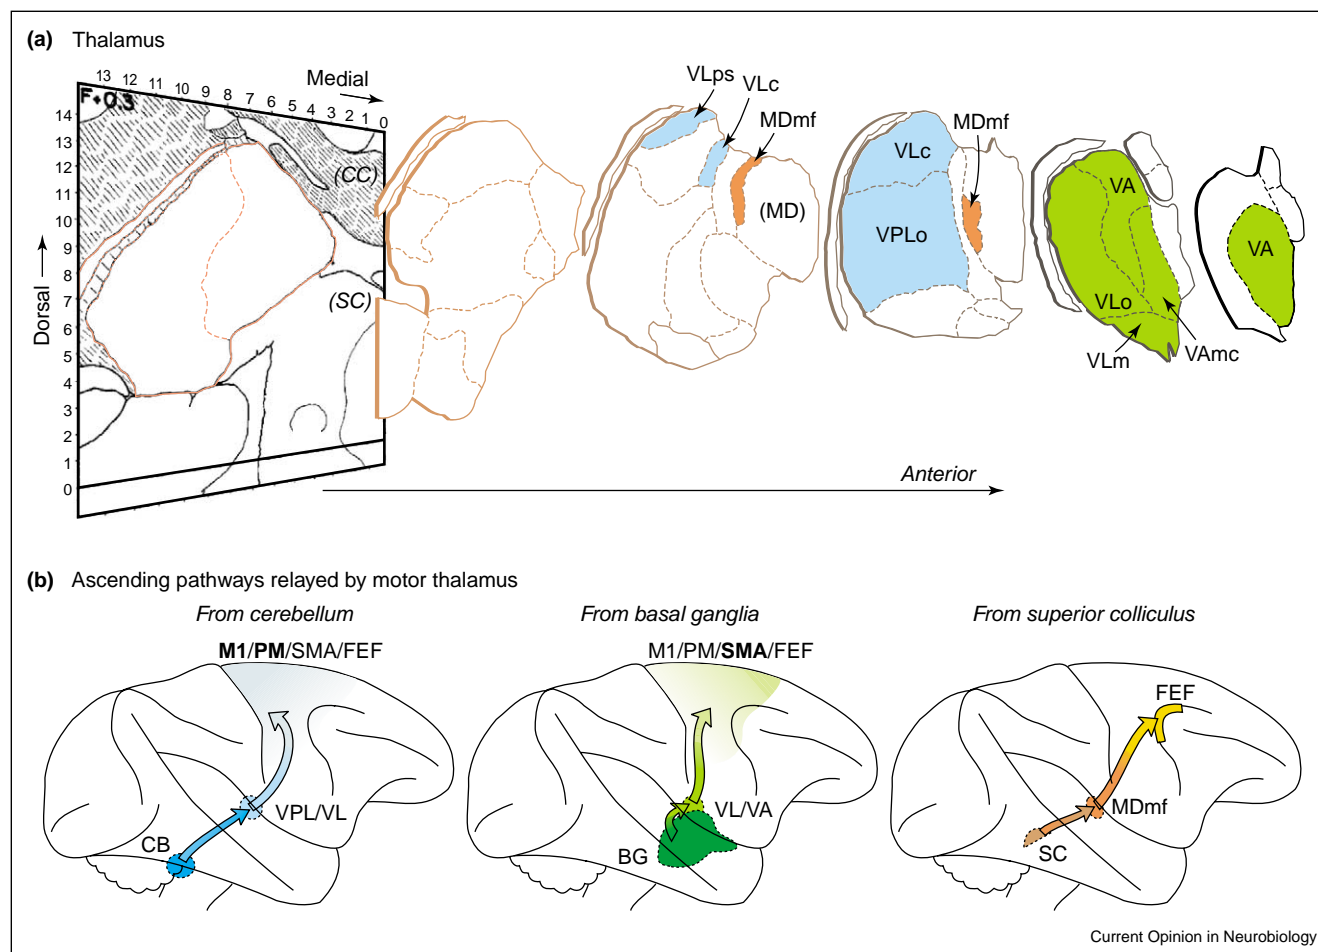 (a) Thalamus
Medial
13 12 11 10 9 8 7 6 5 4 3 2 1 0
F+0.3
14
13
12
11
10
9
8
7
6
5
4
3
2
1
0
Dorsal
(CC)
(SC)
VLps
VLc
MDmf
(MD)
MDmf
VLc
VPLo
VA
VLo
VLm
VAmc
VA
Anterior
(b) Ascending pathways relayed by motor thalamus
From cerebellum
M1/PM/SMA/FEF
VPL/VL
CB
From basal ganglia
M1/PM/SMA/FEF
VL/VA
BG
From superior colliculus
FEF
MDmf
SC
Current Opinion in Neurobiology